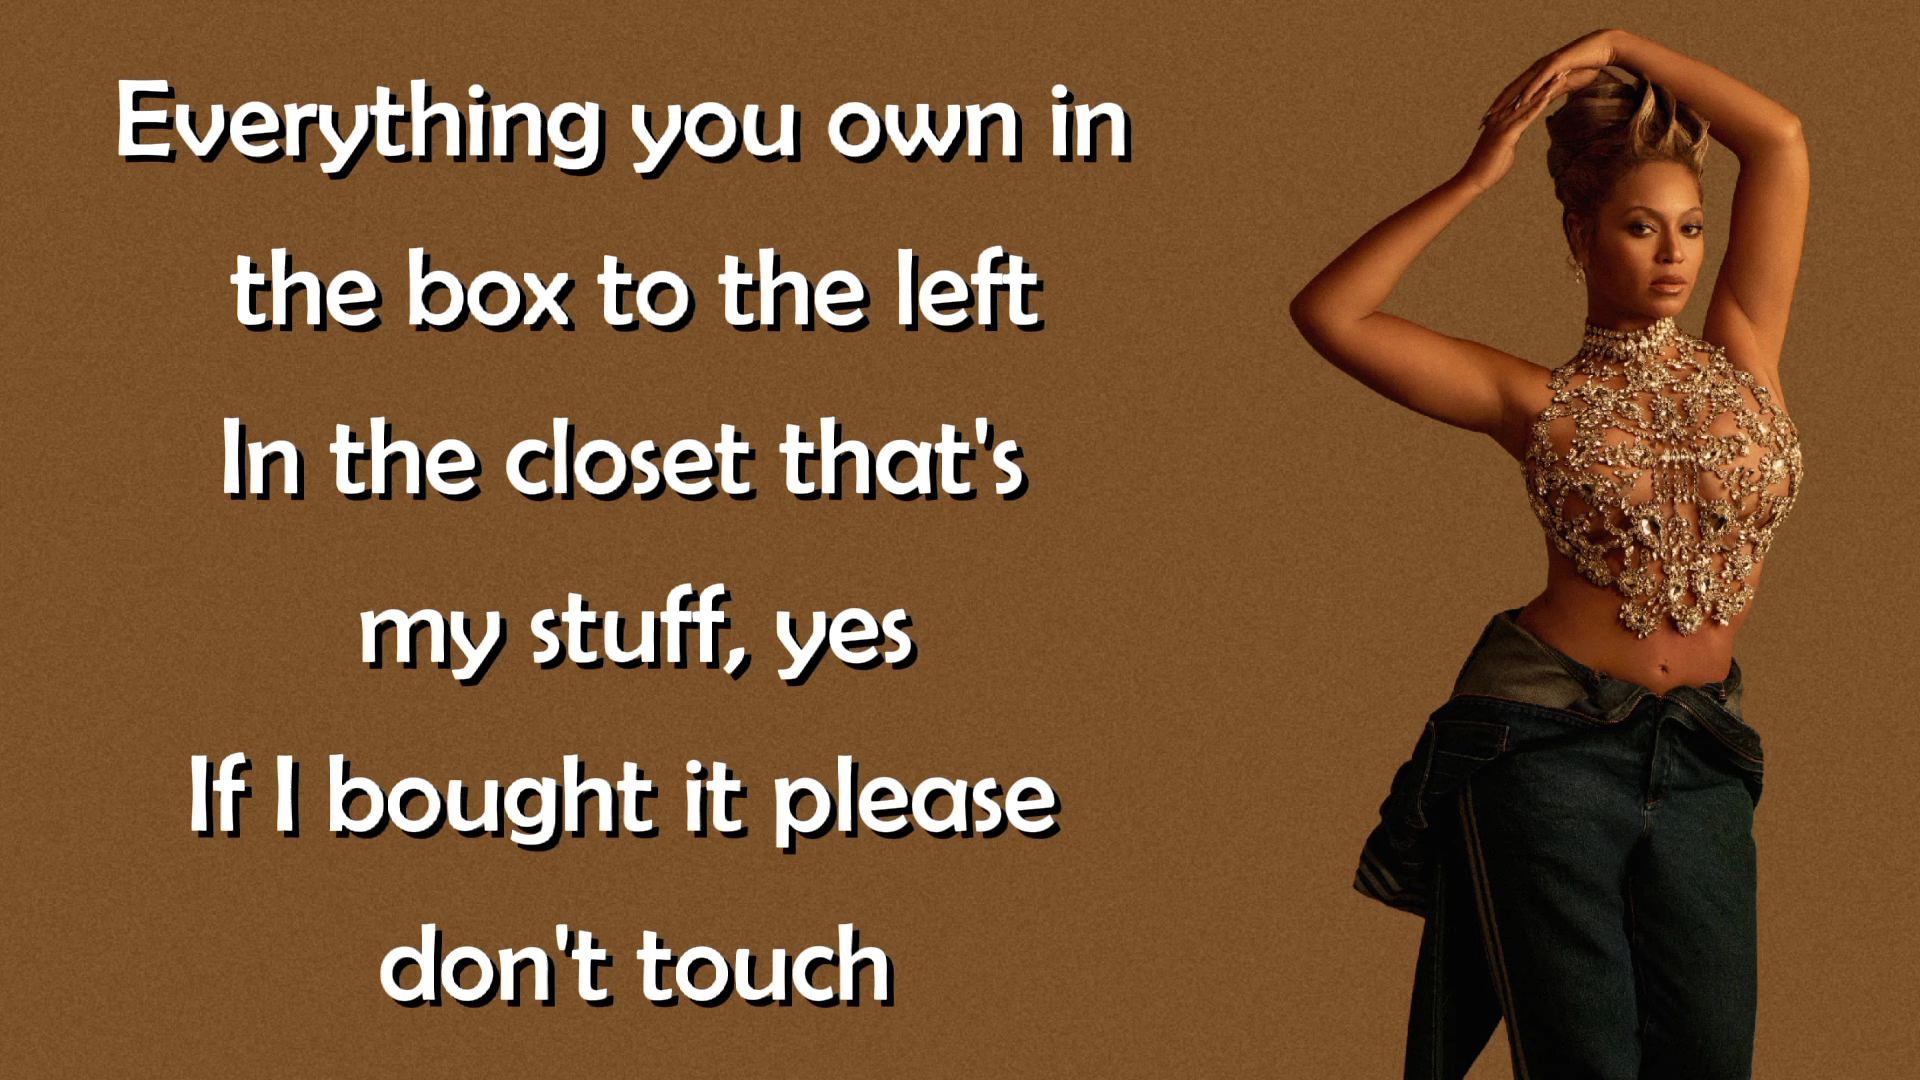 Everything you own in
the box to the left
In the closet that's
my stuff, yes
If I bought it please
don't touch